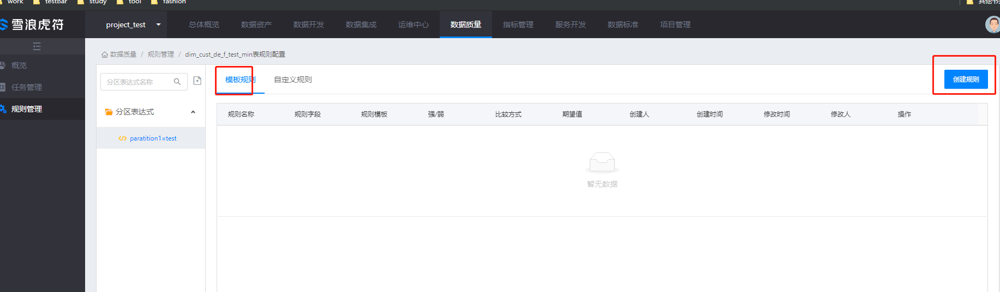 work testBar study tool fashion 其他书
雪浪虎符 project_test 总体概览 数据资产 数据开发 数据集成 运维中心 数据质量 指标管理 服务开发 数据标准 项目管理
概览
任务管理
规则管理
数据质量 / 规则管理 / dim_cust_de_f_test_min表规则配置
分区表达式名称
分区表达式
paratition1=test
模板规则 自定义规则 创建规则
规则名称 规则字段 规则模板 强/弱 比较方式 期望值 创建人 创建时间 修改时间 修改人 操作
暂无数据